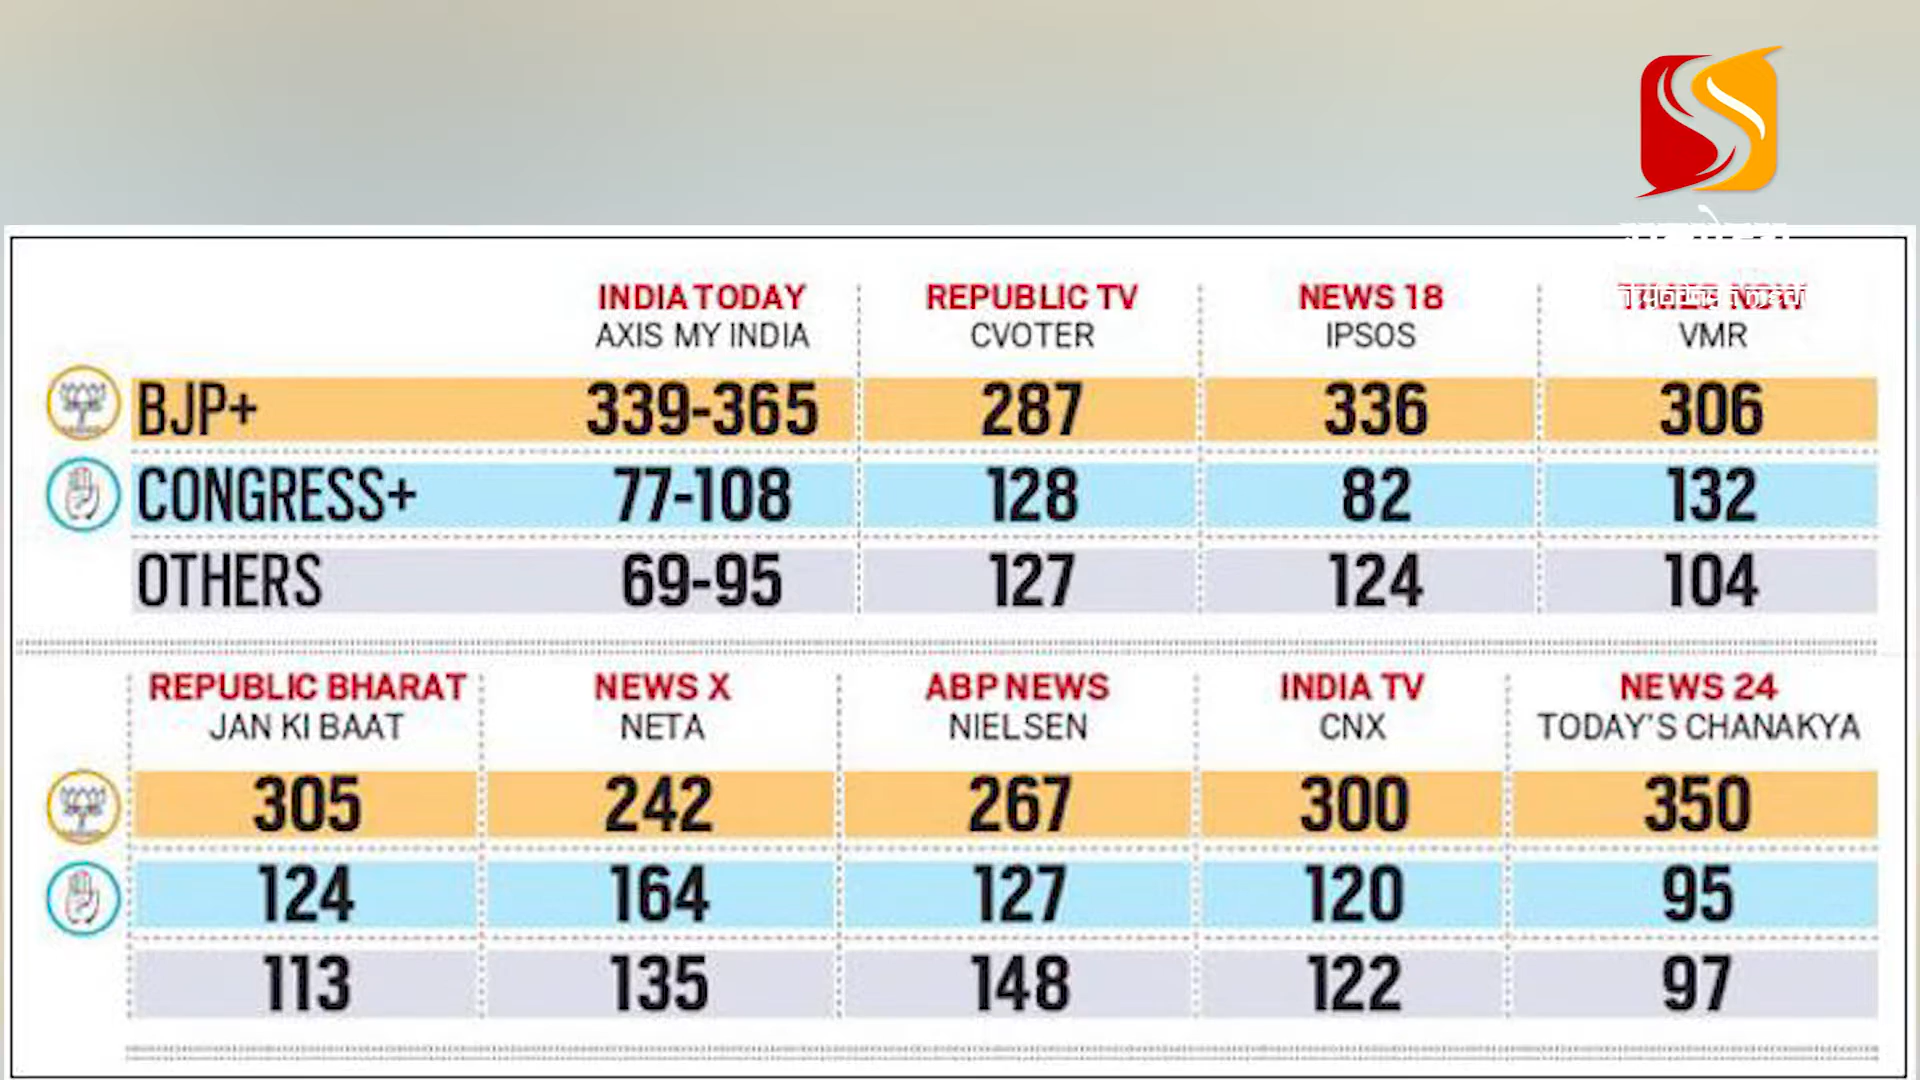 INDIA TODAY REPUBLIC TV NEWS 18
AXIS MY INDIA CVOTER IPSOS VMR
BJP+ 339-365 287 336 306
CONGRESS+ 77-108 128 82 132
OTHERS 69-95 127 124 104
REPUBLIC BHARAT NEWS X ABP NEWS INDIA TV NEWS 24
JAN KI BAAT NETA NIELSEN CNX TODAY'S CHANAKYA
305 242 267 300 350
124 164 127 120 95
113 135 148 122 97